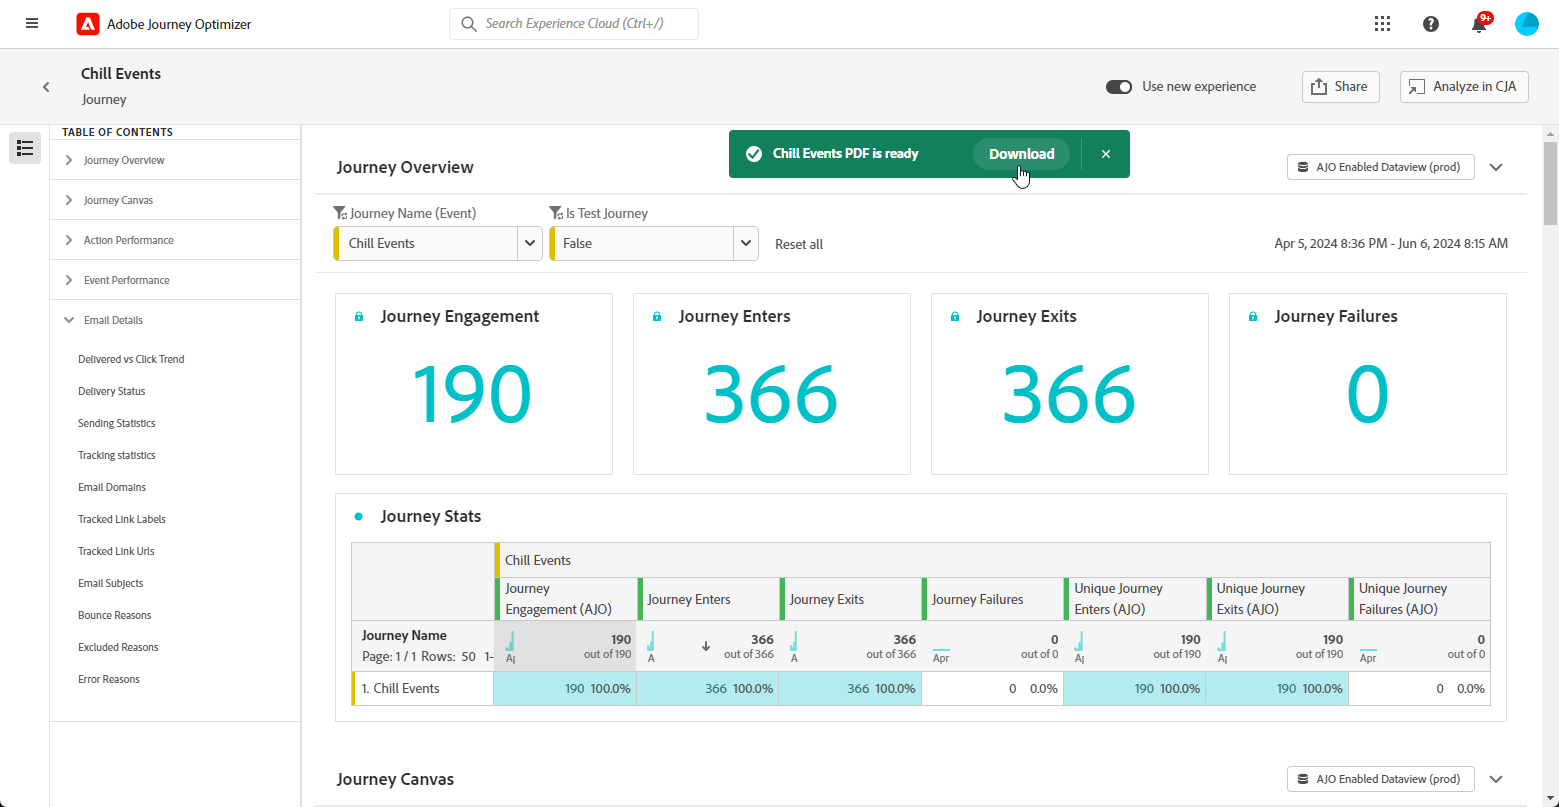 Adobe Journey Optimizer
Search Experience Cloud (Ctrl+/)
9+
Chill Events
Journey
Use new experience
Share
Analyze in CJA
TABLE OF CONTENTS
Journey Overview
Journey Canvas
Action Performance
Event Performance
Email Details
Delivered vs Click Trend
Delivery Status
Sending Statistics
Tracking statistics
Email Domains
Tracked Link Labels
Tracked Link Urls
Email Subjects
Bounce Reasons
Excluded Reasons
Error Reasons
Chill Events PDF is ready
Download
Journey Overview
AJO Enabled Dataview (prod)
Journey Name (Event)
Is Test Journey
Chill Events
False
Reset all
Apr 5, 2024 8:36 PM - Jun 6, 2024 8:15 AM
Journey Engagement
190
Journey Enters
366
Journey Exits
366
Journey Failures
0
Journey Stats
Chill Events
Journey
Engagement (AJO)
Journey Enters
Journey Exits
Journey Failures
Unique Journey
Enters (AJO)
Unique Journey
Exits (AJO)
Unique Journey
Failures (AJO)
Journey Name
Page: 1 / 1 Rows: 50 1-
190
out of 190
A
366
out of 366
A
366
out of 366
Apr
0
out of 0
190
out of 190
190
out of 190
Apr
0
out of 0
1. Chill Events
190 100.0%
366 100.0%
366 100.0%
0 0.0%
190 100.0%
190 100.0%
0 0.0%
Journey Canvas
AJO Enabled Dataview (prod)